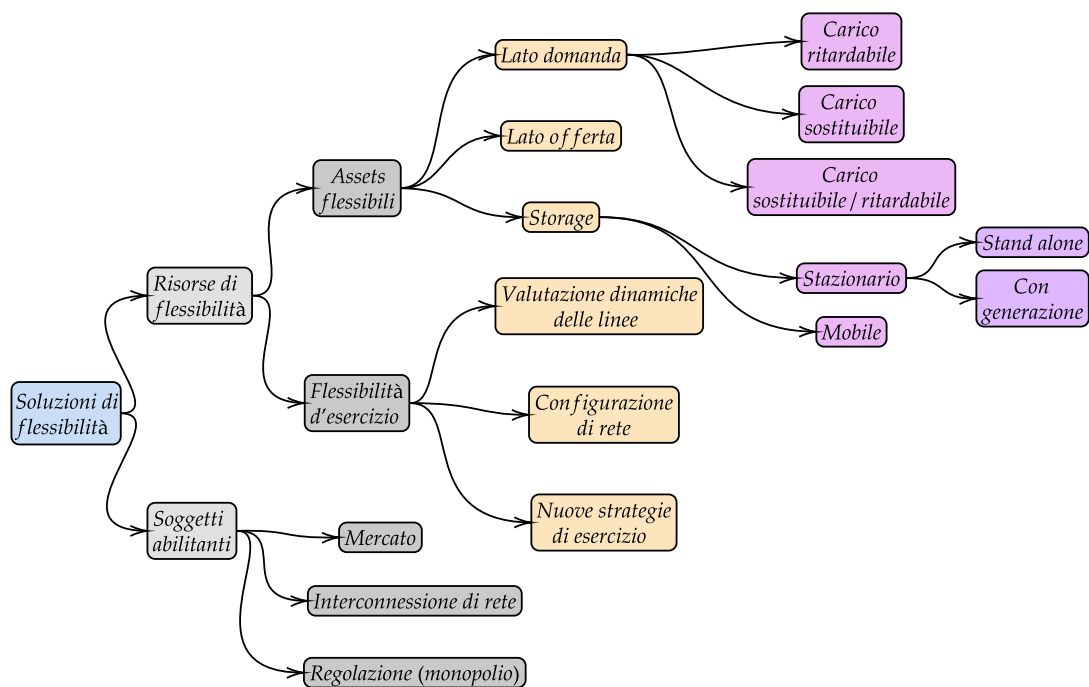 Soluzioni di
flessibilità
Risorse di
flessibilità
Soggetti
abilitanti
Assets
flessibili
Flessibilità
d'esercizio
Mercato
Interconnessione di rete
Regolazione (monopolio)
Lato domanda
Lato offerta
Storage
Valutazione dinamiche
delle linee
Configurazione
di rete
Nuove strategie
di esercizio
Carico
ritardabile
Carico
sostituibile
Carico
sostituibile / ritardabile
Stazionario
Mobile
Stand alone
Con
generazione